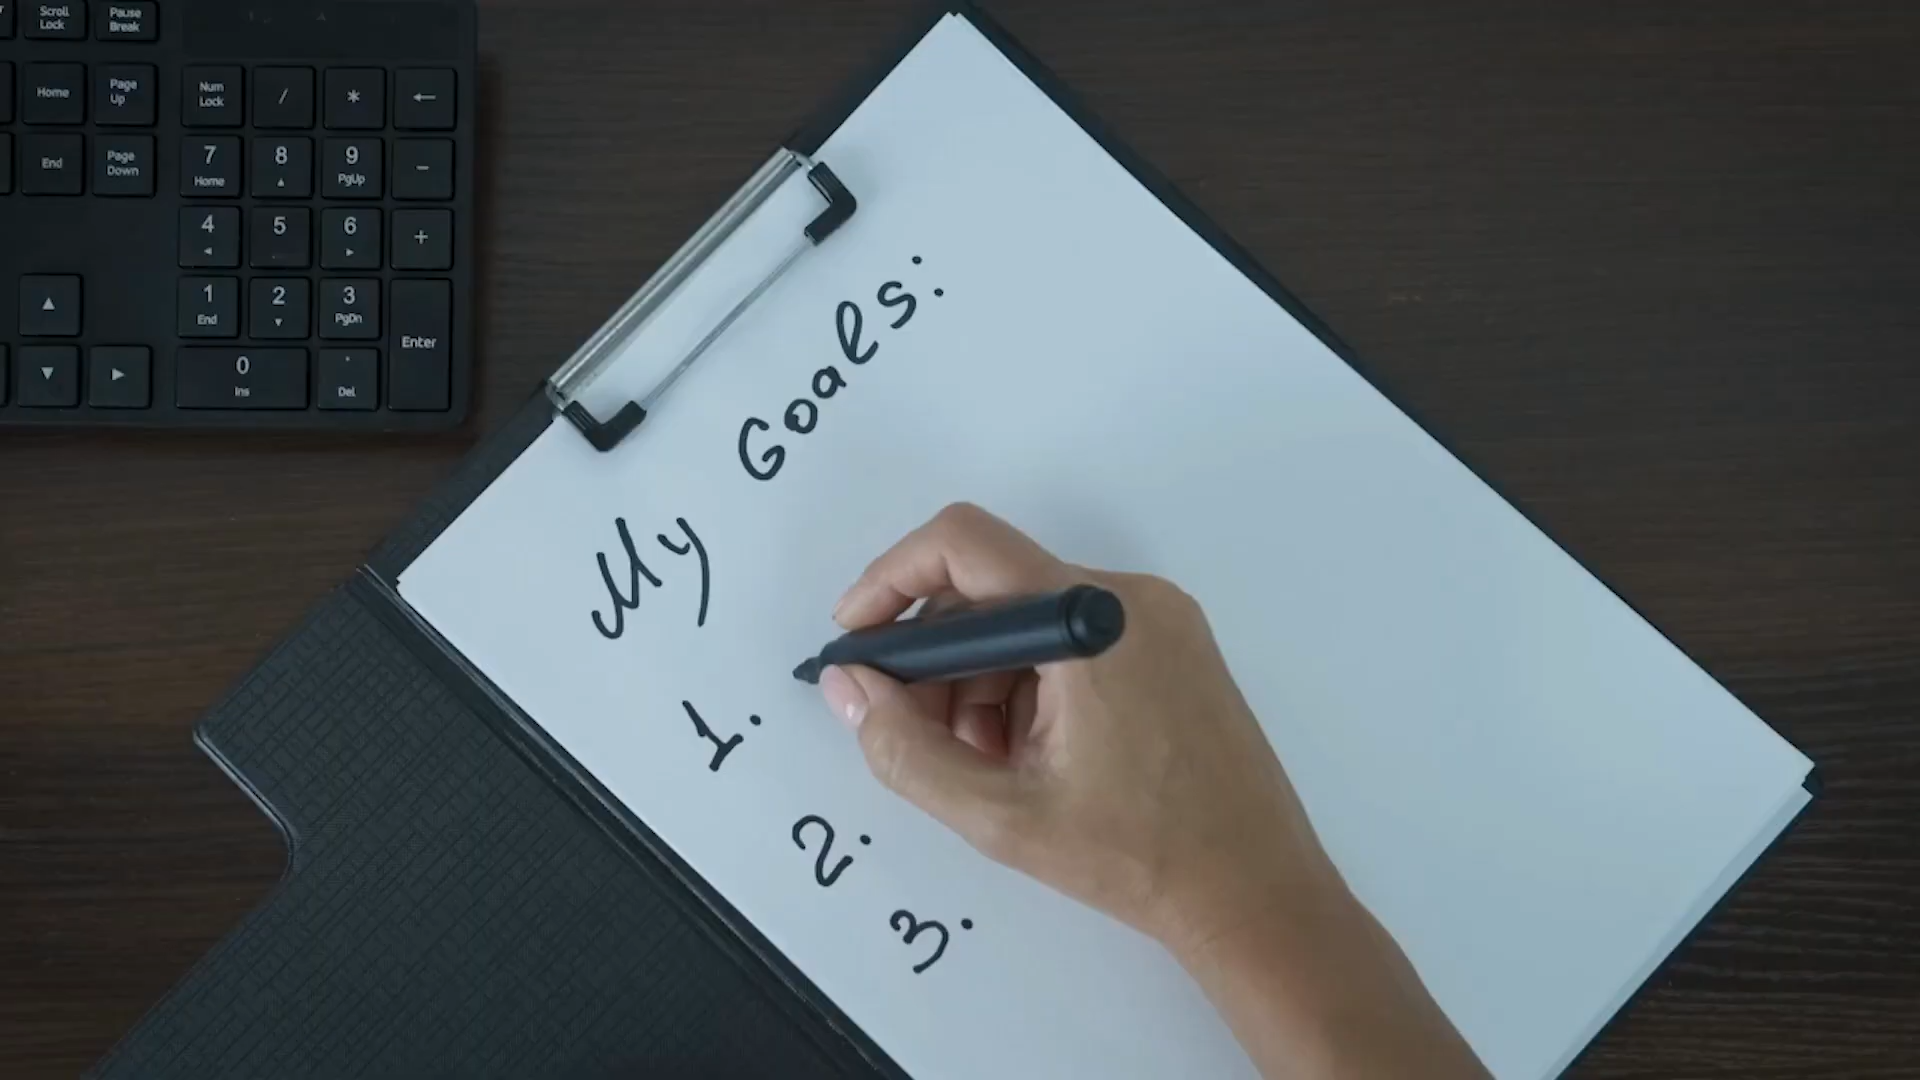 Scroll Lock
Pause Break
Home
Page Up
Num Lock
/
*
←
End
Page Down
7 Home
8
9 PgUp
-
4
5
6
+
1 End
2
3 PgDn
Enter
0 Ins
. Del
My Goals:
1.
2.
3.